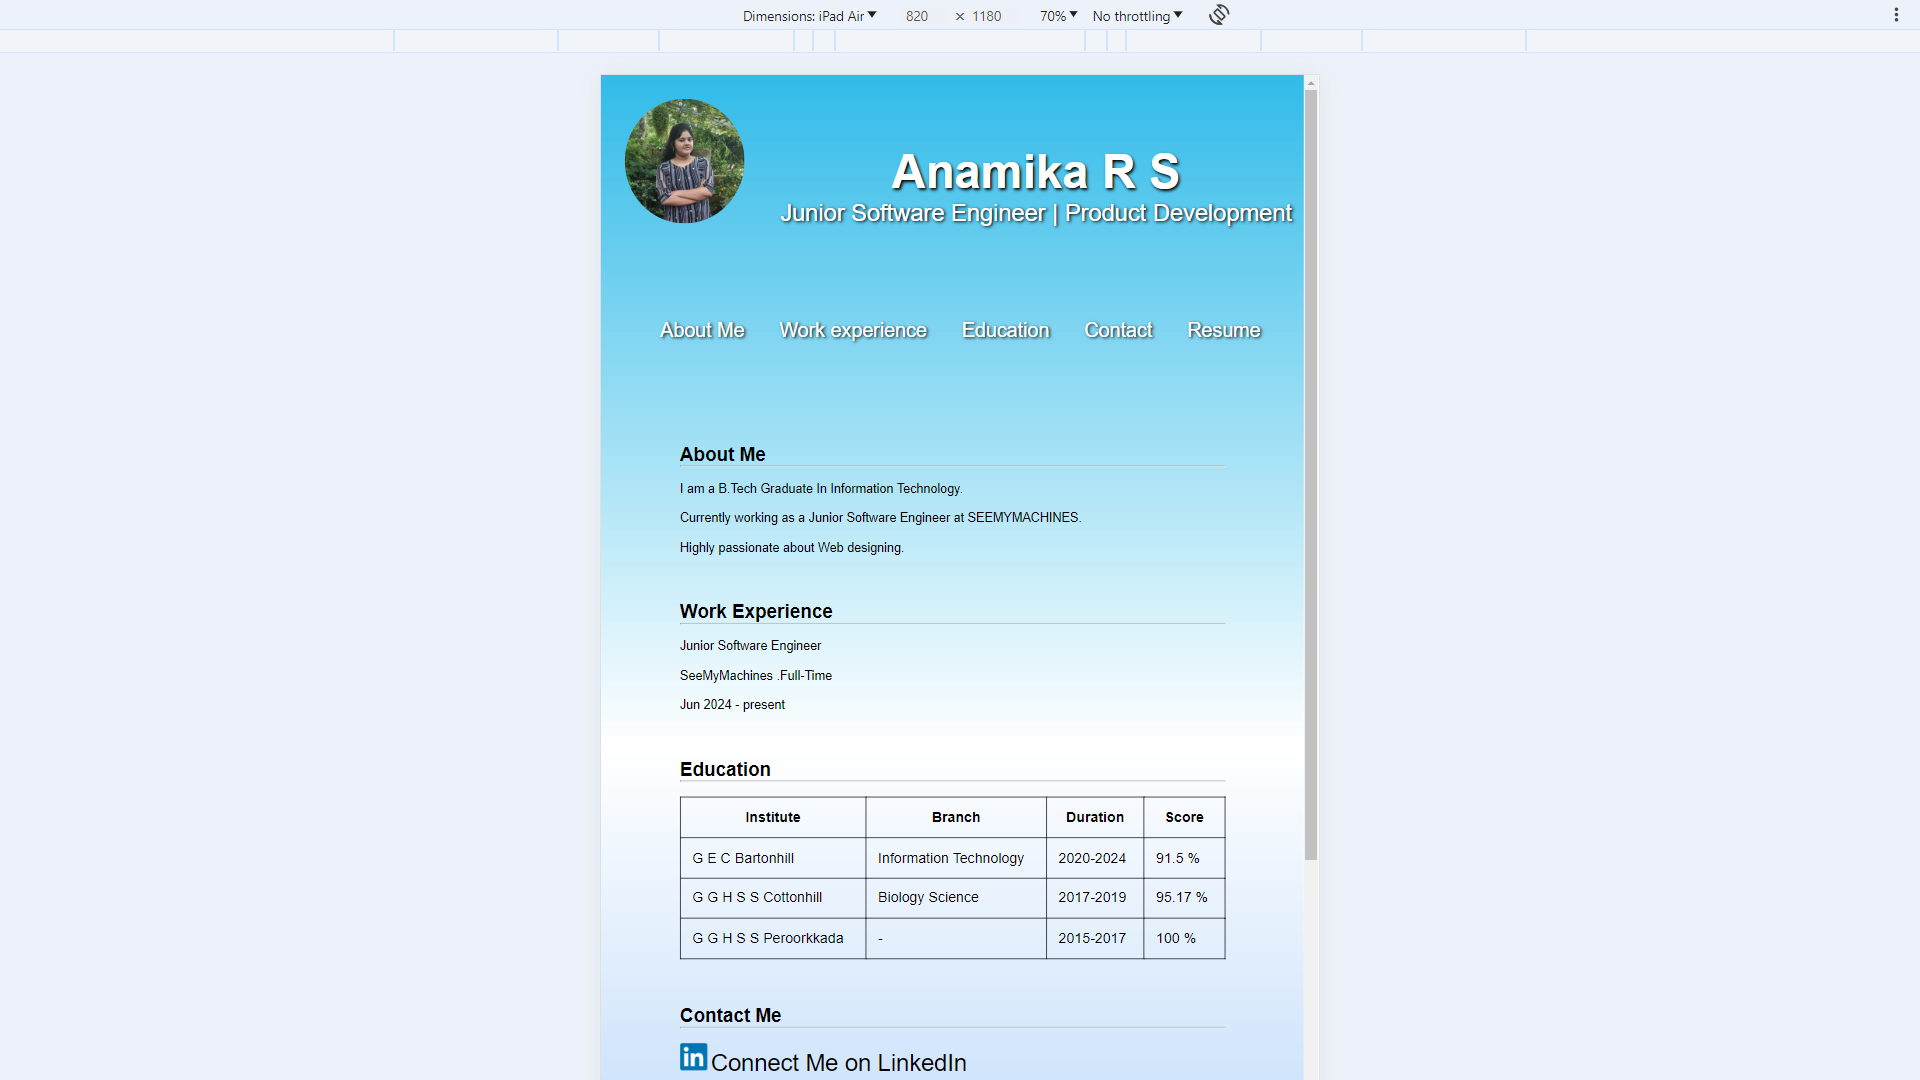 Dimensions: iPad Air 820 × 1180 70% No throttling
Anamika R S
Junior Software Engineer | Product Development
About Me Work experience Education Contact Resume
About Me
I am a B.Tech Graduate In Information Technology.
Currently working as a Junior Software Engineer at SEEMYMACHINES.
Highly passionate about Web designing.
Work Experience
Junior Software Engineer
SeeMyMachines .Full-Time
Jun 2024 - present
Education
Institute Branch Duration Score
G E C Bartonhill Information Technology 2020-2024 91.5 %
G G H S S Cottonhill Biology Science 2017-2019 95.17 %
G G H S S Peroorkkada - 2015-2017 100 %
Contact Me
in Connect Me on LinkedIn